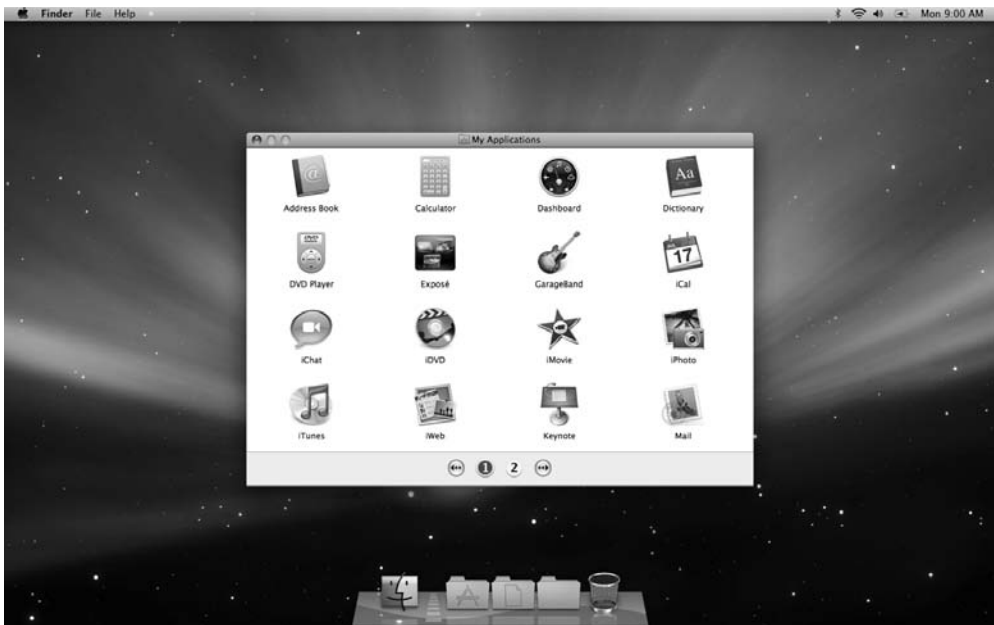 Finder File Help Mon 9:00 AM
My Applications
Address Book Calculator Dashboard Dictionary
DVD Player Exposé GarageBand iCal
iChat iDVD iMovie iPhoto
iTunes iWeb Keynote Mail
1 2